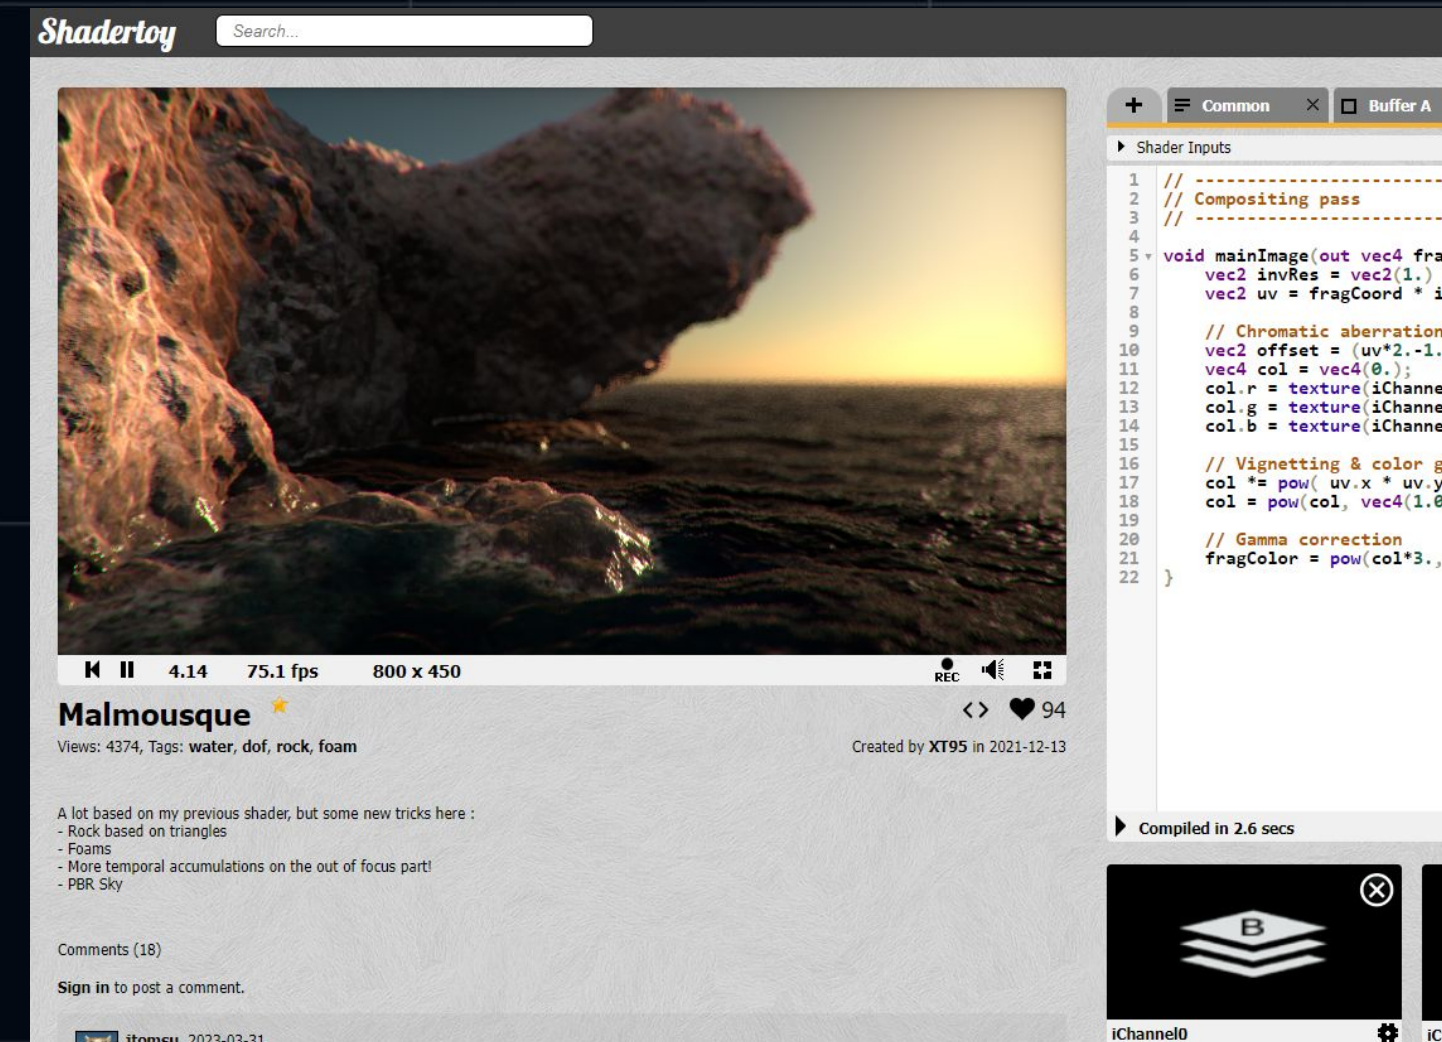 Shadertoy
Search...
+ Common × Buffer A
Shader Inputs
1 // ------------------------
2 // Compositing pass
3 // ------------------------
4
5 void mainImage(out vec4 fra
6 vec2 invRes = vec2(1.)
7 vec2 uv = fragCoord * i
8
9 // Chromatic aberration
10 vec2 offset = (uv*2.-1.
11 vec4 col = vec4(0.);
12 col.r = texture(iChanne
13 col.g = texture(iChanne
14 col.b = texture(iChanne
15
16 // Vignetting & color g
17 col *= pow( uv.x * uv.y
18 col = pow(col, vec4(1.0
19
20 // Gamma correction
21 fragColor = pow(col*3.,
22 }
4.14 75.1 fps 800 x 450 REC
Malmousque <> 94
Views: 4374, Tags: water, dof, rock, foam Created by XT95 in 2021-12-13
A lot based on my previous shader, but some new tricks here :
- Rock based on triangles
- Foams
- More temporal accumulations on the out of focus part!
- PBR Sky
Comments (18)
Sign in to post a comment.
jtomsu, 2023-03-31
Compiled in 2.6 secs
B
iChannel0
iC